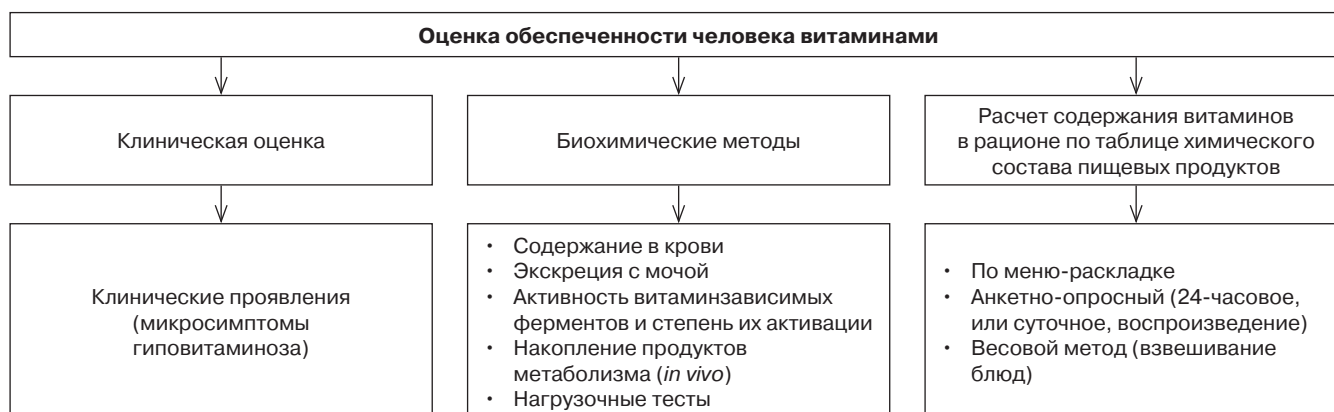 Оценка обеспеченности человека витаминами
Клиническая оценка
Биохимические методы
Расчет содержания витаминов
в рационе по таблице химического
состава пищевых продуктов
Клинические проявления
(микросимптомы
гиповитаминоза)
• Содержание в крови
• Экскреция с мочой
• Активность витаминзависимых
ферментов и степень их активации
• Накопление продуктов
метаболизма (in vivo)
• Нагрузочные тесты
• По меню-раскладке
• Анкетно-опросный (24-часовое,
или суточное, воспроизведение)
• Весовой метод (взвешивание
блюд)